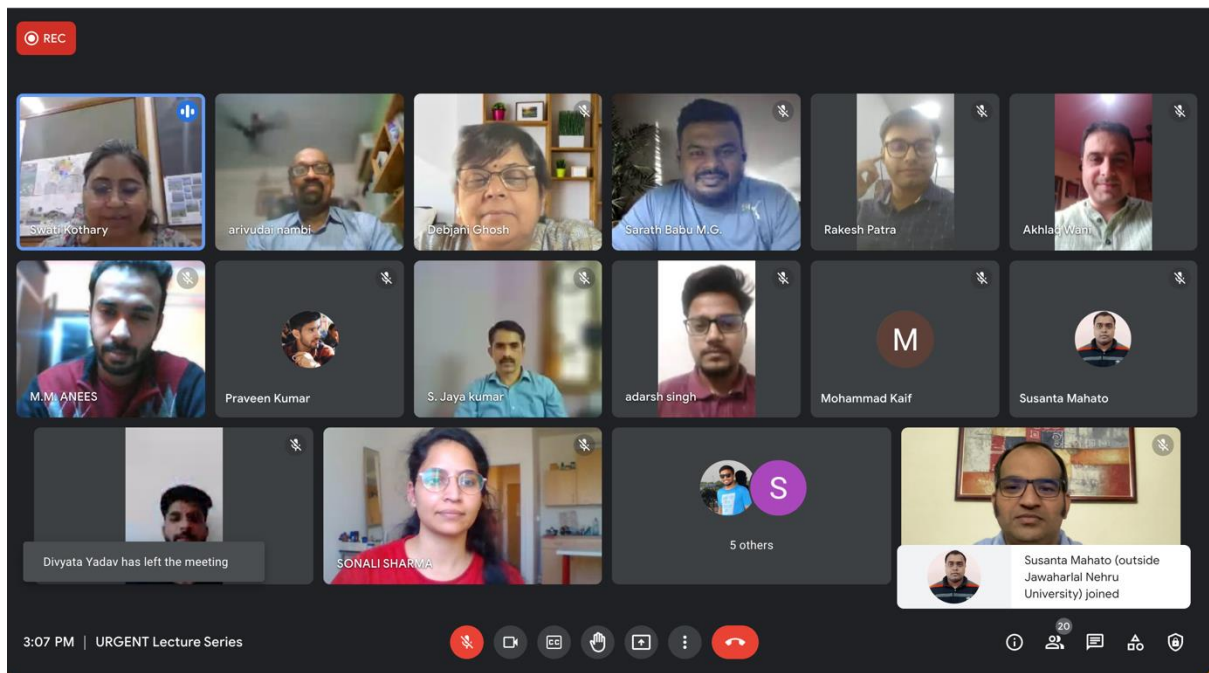 REC
Swati Kothary
arivudai nambi
Debjani Ghosh
Sarath Babu M.G.
Rakesh Patra
Akhlaq Wani
M.M. ANEES
Praveen Kumar
S. Jaya kumar
adarsh singh
M
Mohammad Kaif
Susanta Mahato
Divyata Yadav has left the meeting
SONALI SHARMA
S
5 others
Susanta Mahato (outside
Jawaharlal Nehru
University) joined
3:07 PM | URGENT Lecture Series
CC
20